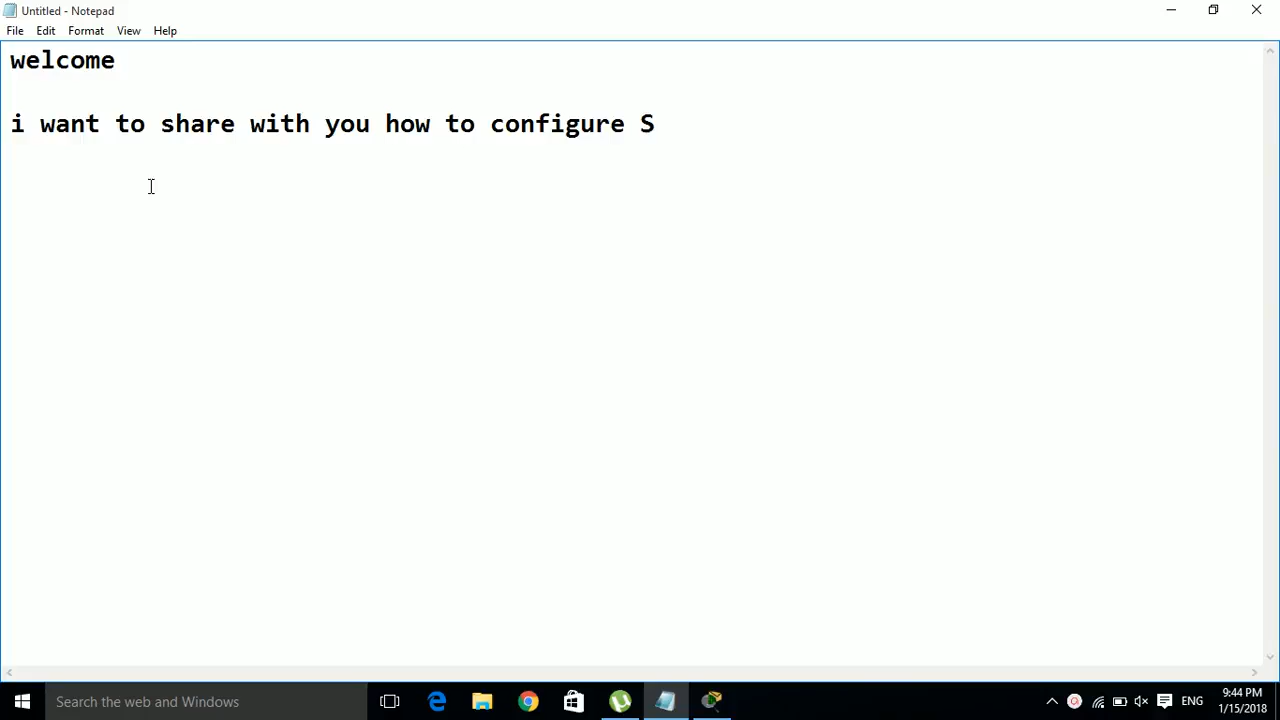 Untitled - Notepad
File Edit Format View Help
welcome
i want to share with you how to configure S
Search the web and Windows
ENG
9:44 PM
1/15/2018